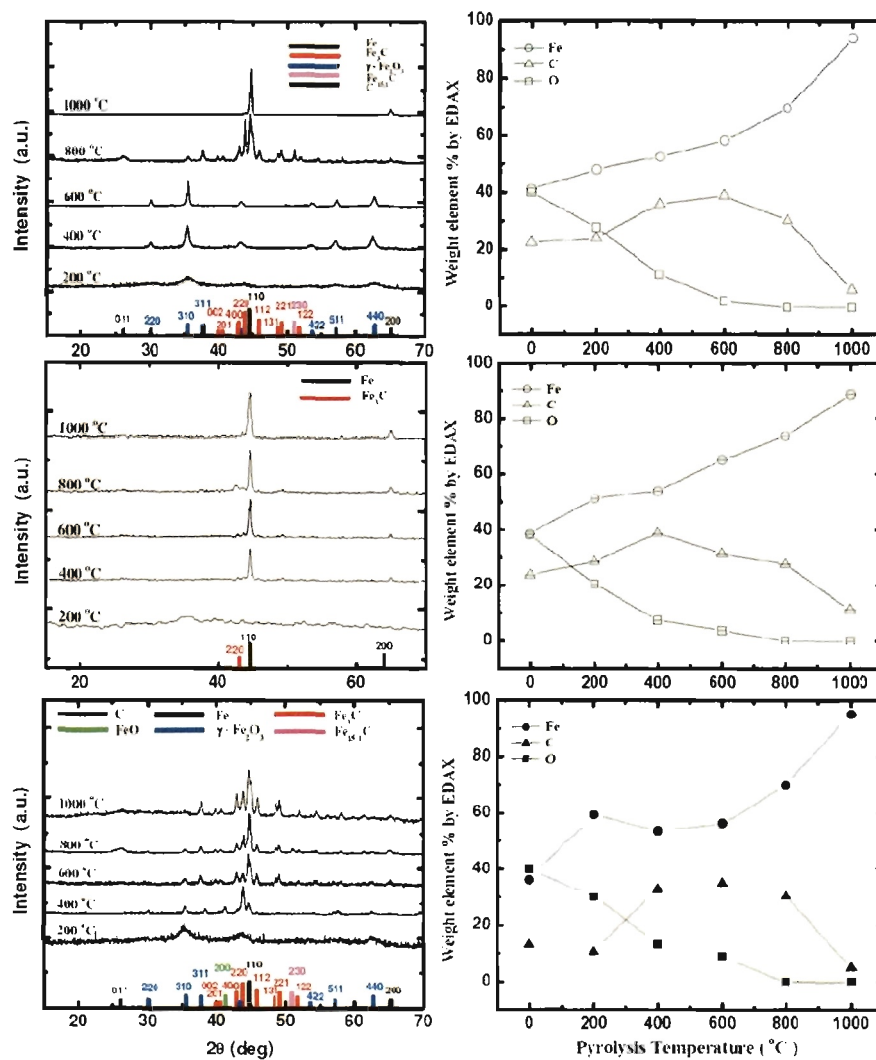 Fe
Fe3C
γ - Fe2O3
1000 °C
800 °C
600 °C
400 °C
200 °C
Intensity (a.u.)
011 220 310 311 002 201 400 220 110 112 131 221 230 122 422 511 440 200
20 30 40 50 60 70
100
80
60
40
20
0
Weight element % by EDAX
Fe
C
O
0 200 400 600 800 1000
Fe
Fe3C
1000 °C
800 °C
600 °C
400 °C
200 °C
Intensity (a.u.)
220 110 200
20 40 60
100
80
60
40
20
0
Weight element % by EDAX
Fe
C
O
0 200 400 600 800 1000
C Fe Fe3C
FeO γ - Fe2O3
1000 °C
800 °C
600 °C
400 °C
200 °C
Intensity (a.u.)
011 220 310 311 002 201 200 400 220 110 112 131 221 230 122 422 511 440 200
20 30 40 50 60 70
2θ (deg)
100
80
60
40
20
0
Weight element % by EDAX
Fe
C
O
0 200 400 600 800 1000
Pyrolysis Temperature (°C)